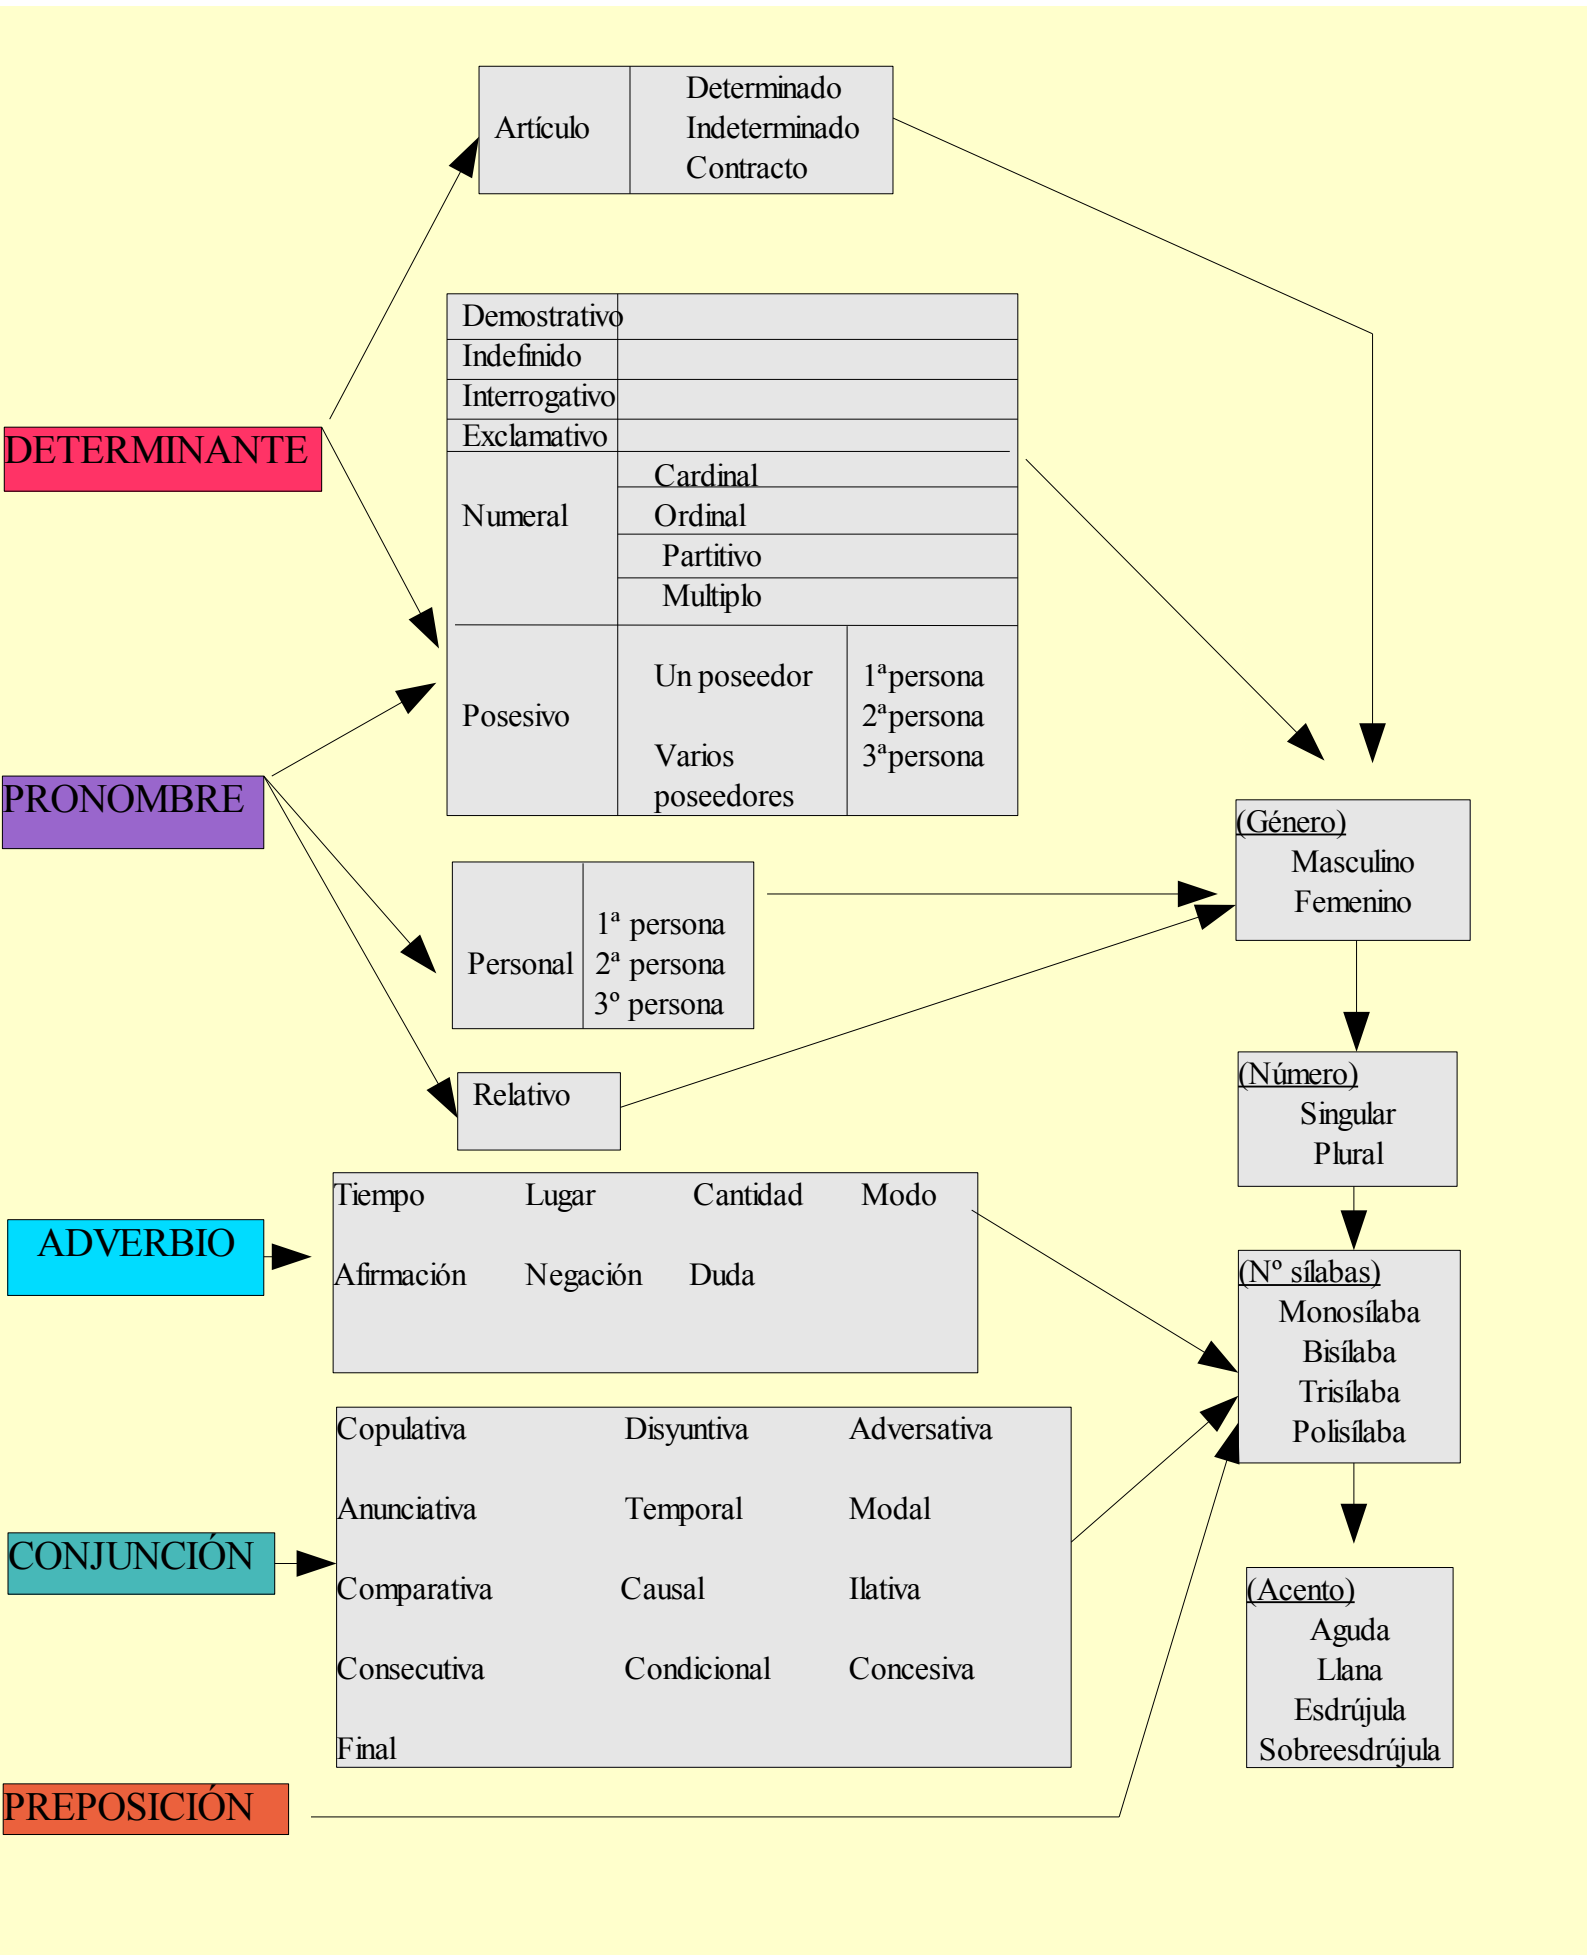 Artículo
Determinado
Indeterminado
Contracto
Demostrativo
Indefinido
Interrogativo
Exclamativo
DETERMINANTE
Numeral
Cardinal
Ordinal
Partitivo
Multiplo
Posesivo
Un poseedor
Varios
poseedores
1ªpersona
2ªpersona
3ªpersona
PRONOMBRE
Personal
1ª persona
2ª persona
3º persona
Relativo
(Género)
Masculino
Femenino
(Número)
Singular
Plural
ADVERBIO
Tiempo Lugar Cantidad Modo
Afirmación Negación Duda
(Nº sílabas)
Monosílaba
Bisílaba
Trisílaba
Polisílaba
CONJUNCIÓN
Copulativa Disyuntiva Adversativa
Anunciativa Temporal Modal
Comparativa Causal Ilativa
Consecutiva Condicional Concesiva
Final
(Acento)
Aguda
Llana
Esdrújula
Sobreesdrújula
PREPOSICIÓN